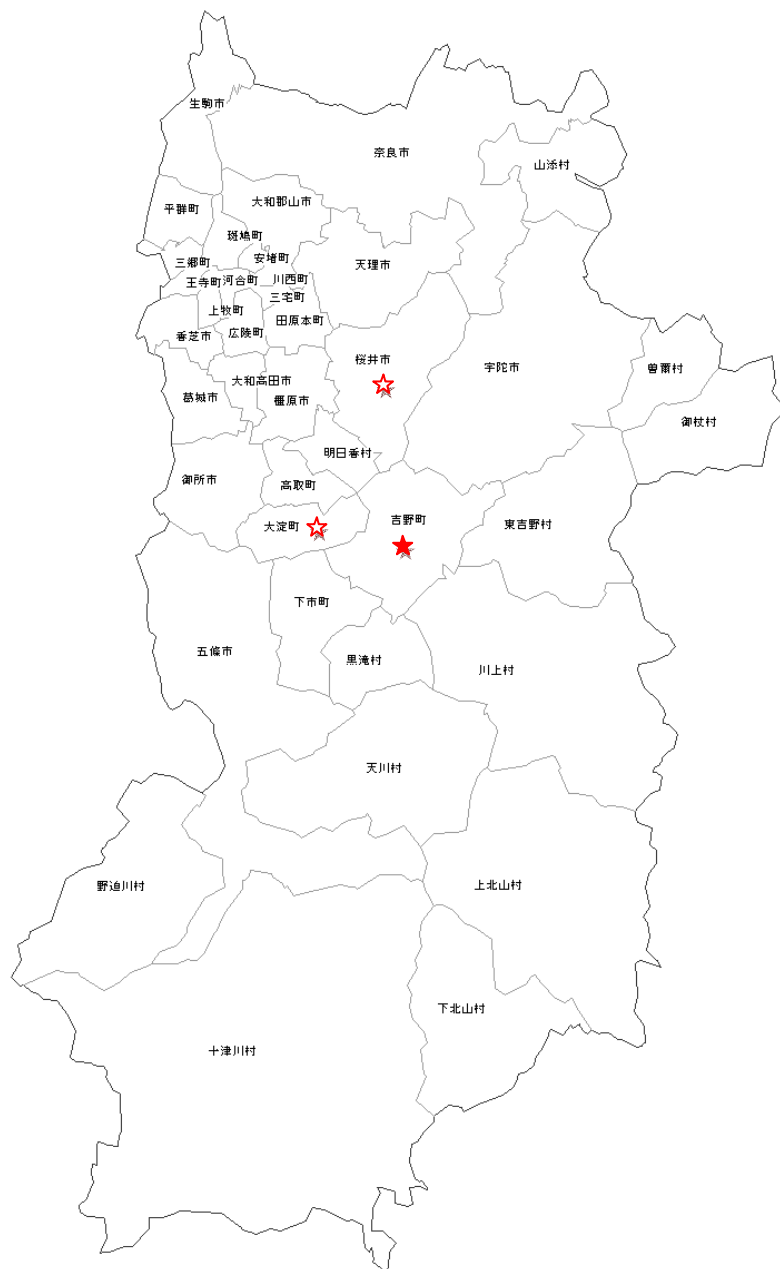 生駒市
奈良市
山添村
平群町
大和郡山市
斑鳩町
安堵町
三郷町
天理市
王寺町
河合町
川西町
三宅町
上牧町
田原本町
広陵町
香芝市
桜井市
宇陀市
曽爾村
大和高田市
葛城市
橿原市
御杖村
明日香村
御所市
高取町
大淀町
吉野町
東吉野村
下市町
五條市
黒滝村
川上村
天川村
野迫川村
上北山村
下北山村
十津川村